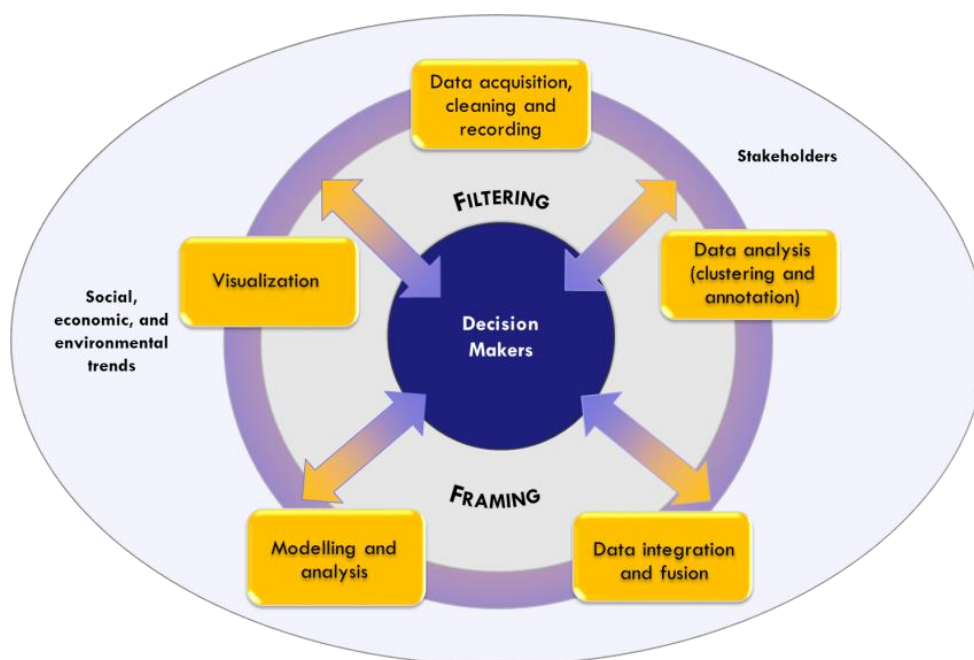 Data acquisition,
cleaning and
recording
Stakeholders
FILTERING
Data analysis
(clustering and
annotation)
Visualization
Social,
economic, and
environmental
trends
Decision
Makers
FRAMING
Modelling and
analysis
Data integration
and fusion